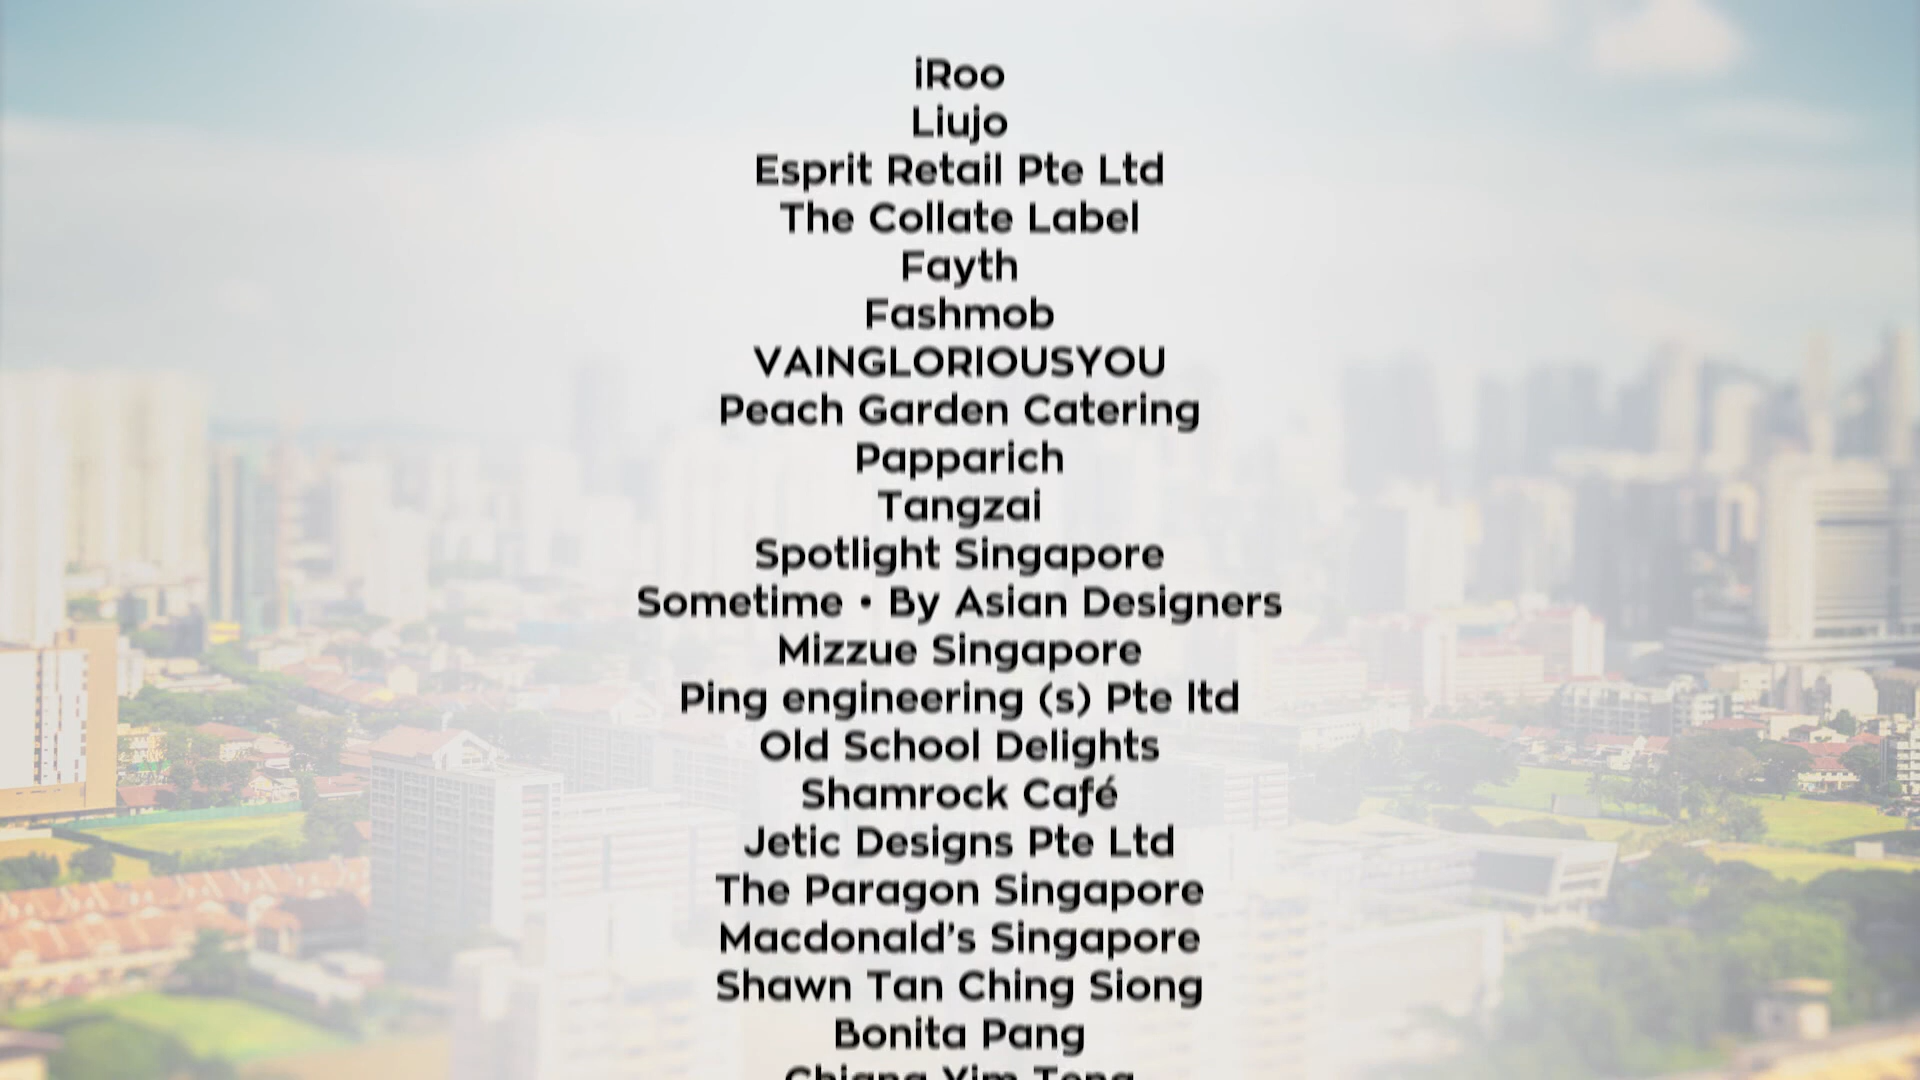 iRoo
Liujo
Esprit Retail Pte Ltd
The Collate Label
Fayth
Fashmob
VAINGLORIOUSYOU
Peach Garden Catering
Papparich
Tangzai
Spotlight Singapore
Sometime • By Asian Designers
Mizzue Singapore
Ping engineering (s) Pte ltd
Old School Delights
Shamrock Café
Jetic Designs Pte Ltd
The Paragon Singapore
Macdonald's Singapore
Shawn Tan Ching Siong
Bonita Pang
Chiang Yim